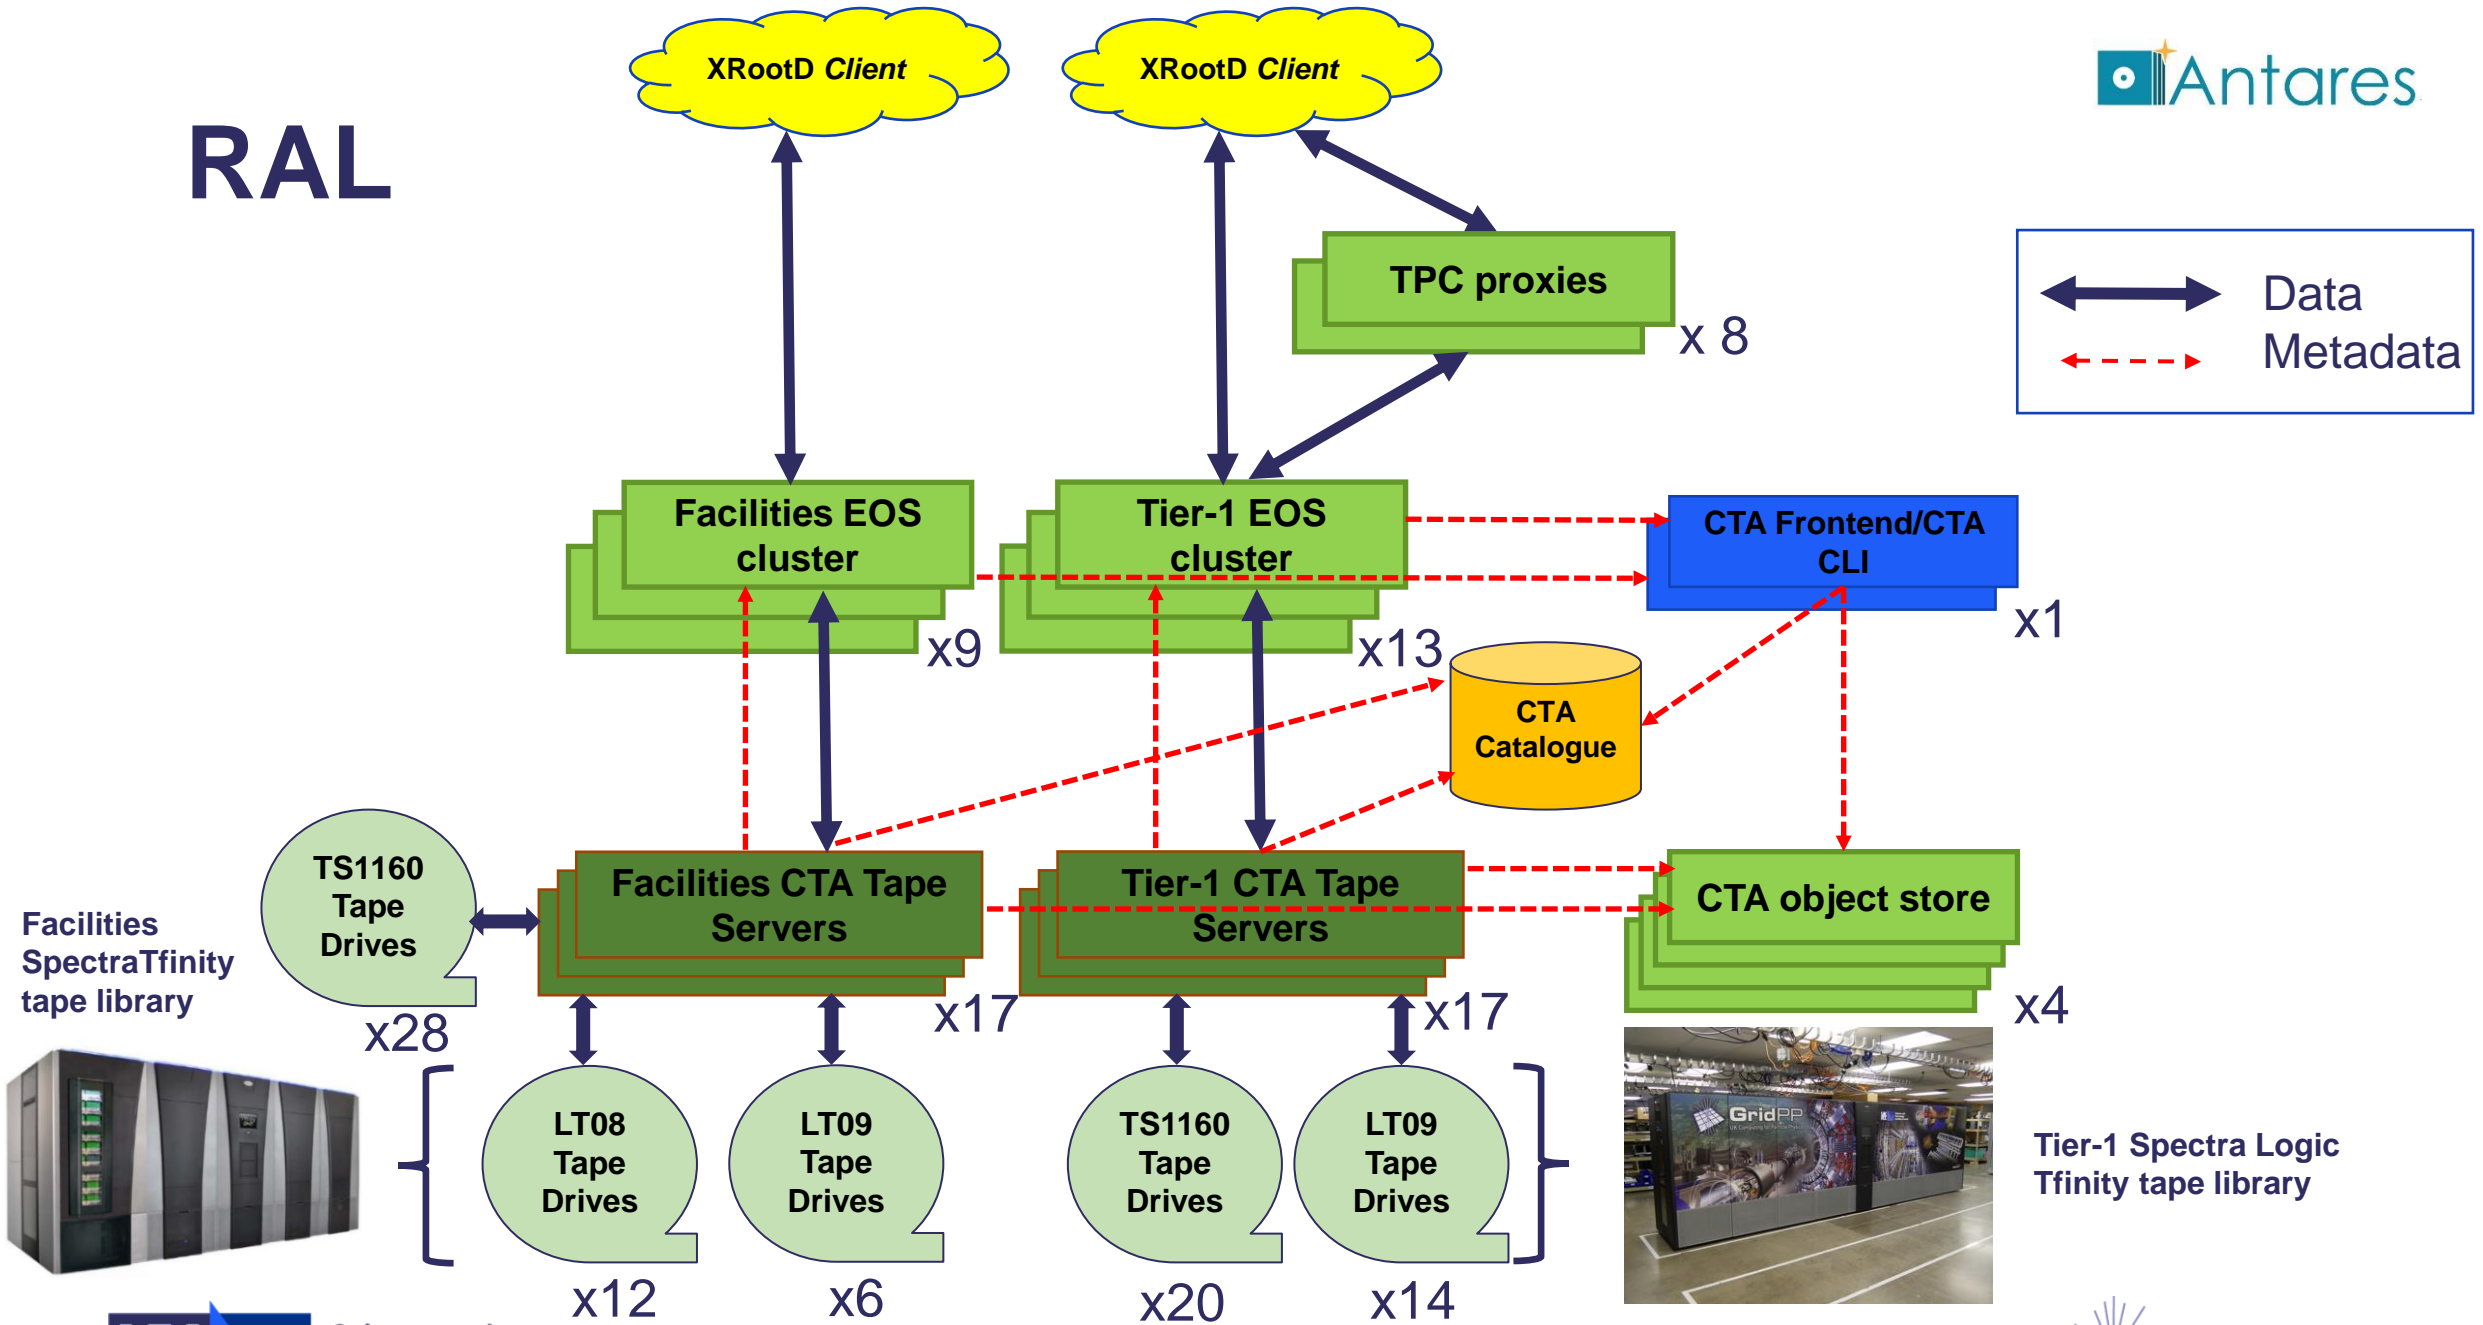 XRootD Client
XRootD Client
Antares
RAL
TPC proxies
x 8
Data
Metadata
Facilities EOS
cluster
x9
Tier-1 EOS
cluster
x13
CTA Frontend/CTA
CLI
x1
CTA
Catalogue
TS1160
Tape
Drives
x28
Facilities
SpectraTfinity
tape library
Facilities CTA Tape
Servers
x17
Tier-1 CTA Tape
Servers
x17
CTA object store
x4
LT08
Tape
Drives
x12
LT09
Tape
Drives
x6
TS1160
Tape
Drives
x20
LT09
Tape
Drives
x14
GridPP
Tier-1 Spectra Logic
Tfinity tape library